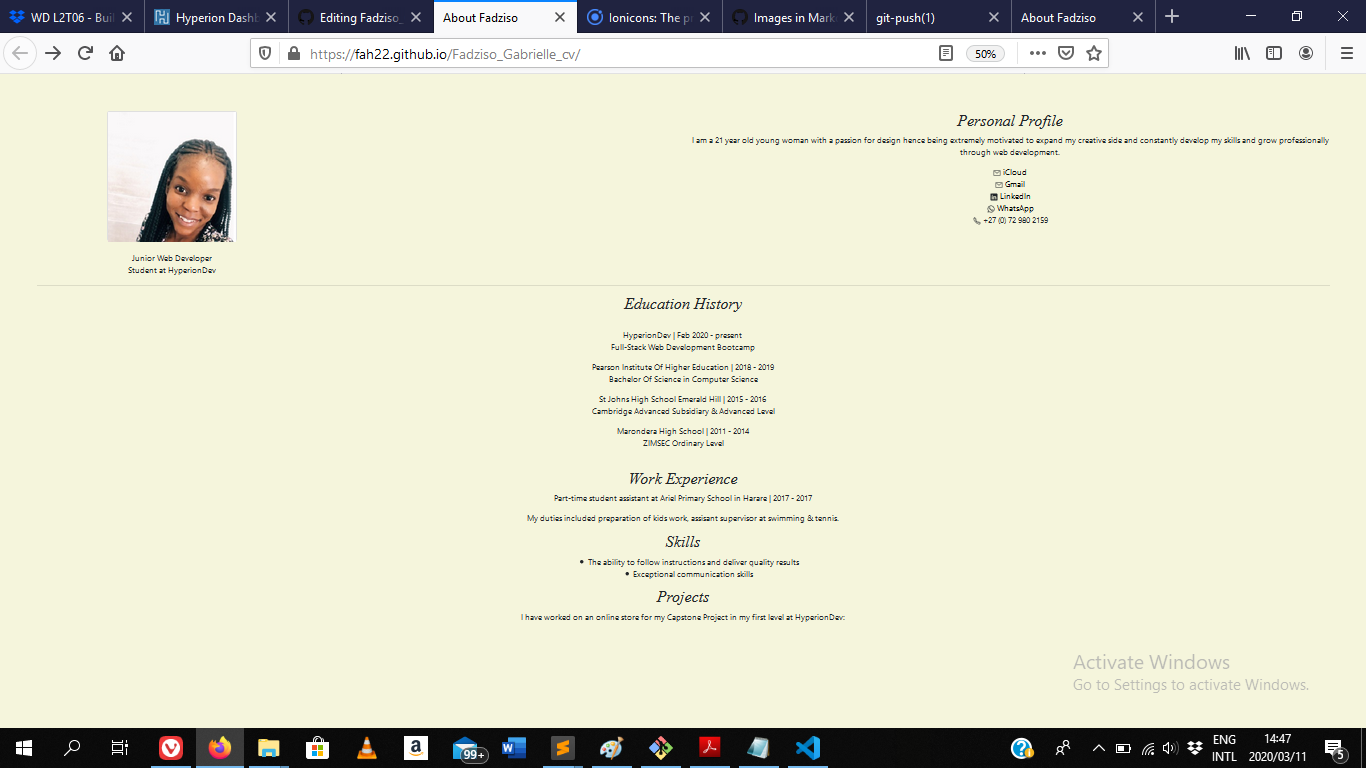 WD L2T06 - Buil
Hyperion Dashb
Editing Fadziso_
About Fadziso
Ionicons: The pr
Images in Mark
git-push(1)
About Fadziso
https://fah22.github.io/Fadziso_Gabrielle_cv/
50%
Junior Web Developer
Student at HyperionDev
Personal Profile
I am a 21 year old young woman with a passion for design hence being extremely motivated to expand my creative side and constantly develop my skills and grow professionally
through web development.
iCloud
Gmail
LinkedIn
WhatsApp
+27 (0) 72 980 2159
Education History
HyperionDev | Feb 2020 - present
Full-Stack Web Development Bootcamp
Pearson Institute Of Higher Education | 2018 - 2019
Bachelor Of Science in Computer Science
St Johns High School Emerald Hill | 2015 - 2016
Cambridge Advanced Subsidiary & Advanced Level
Marondera High School | 2011 - 2014
ZIMSEC Ordinary Level
Work Experience
Part-time student assistant at Ariel Primary School in Harare | 2017 - 2017
My duties included preparation of kids work, assisant supervisor at swimming & tennis.
Skills
• The ability to follow instructions and deliver quality results
• Exceptional communication skills
Projects
I have worked on an online store for my Capstone Project in my first level at HyperionDev:
Activate Windows
Go to Settings to activate Windows.
99+
ENG
INTL
14:47
2020/03/11
5